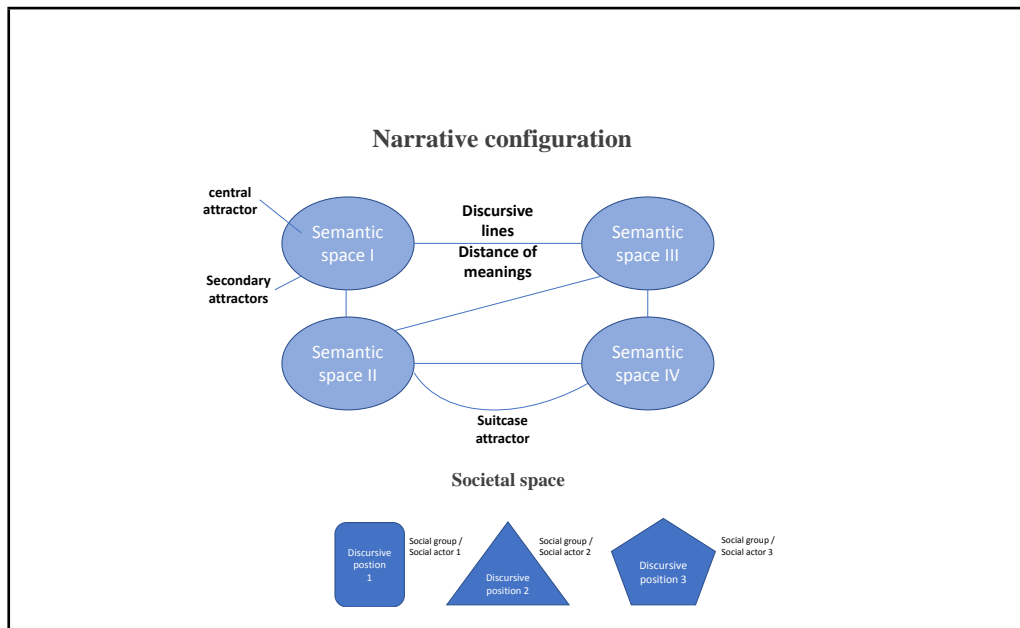 Narrative configuration
central
attractor
Semantic
space I
Discursive
lines
Distance of
meanings
Semantic
space III
Secondary
attractors
Semantic
space II
Semantic
space IV
Suitcase
attractor
Societal space
Discursive
postion
1
Social group /
Social actor 1
Discursive
position 2
Social group /
Social actor 2
Discursive
position 3
Social group /
Social actor 3